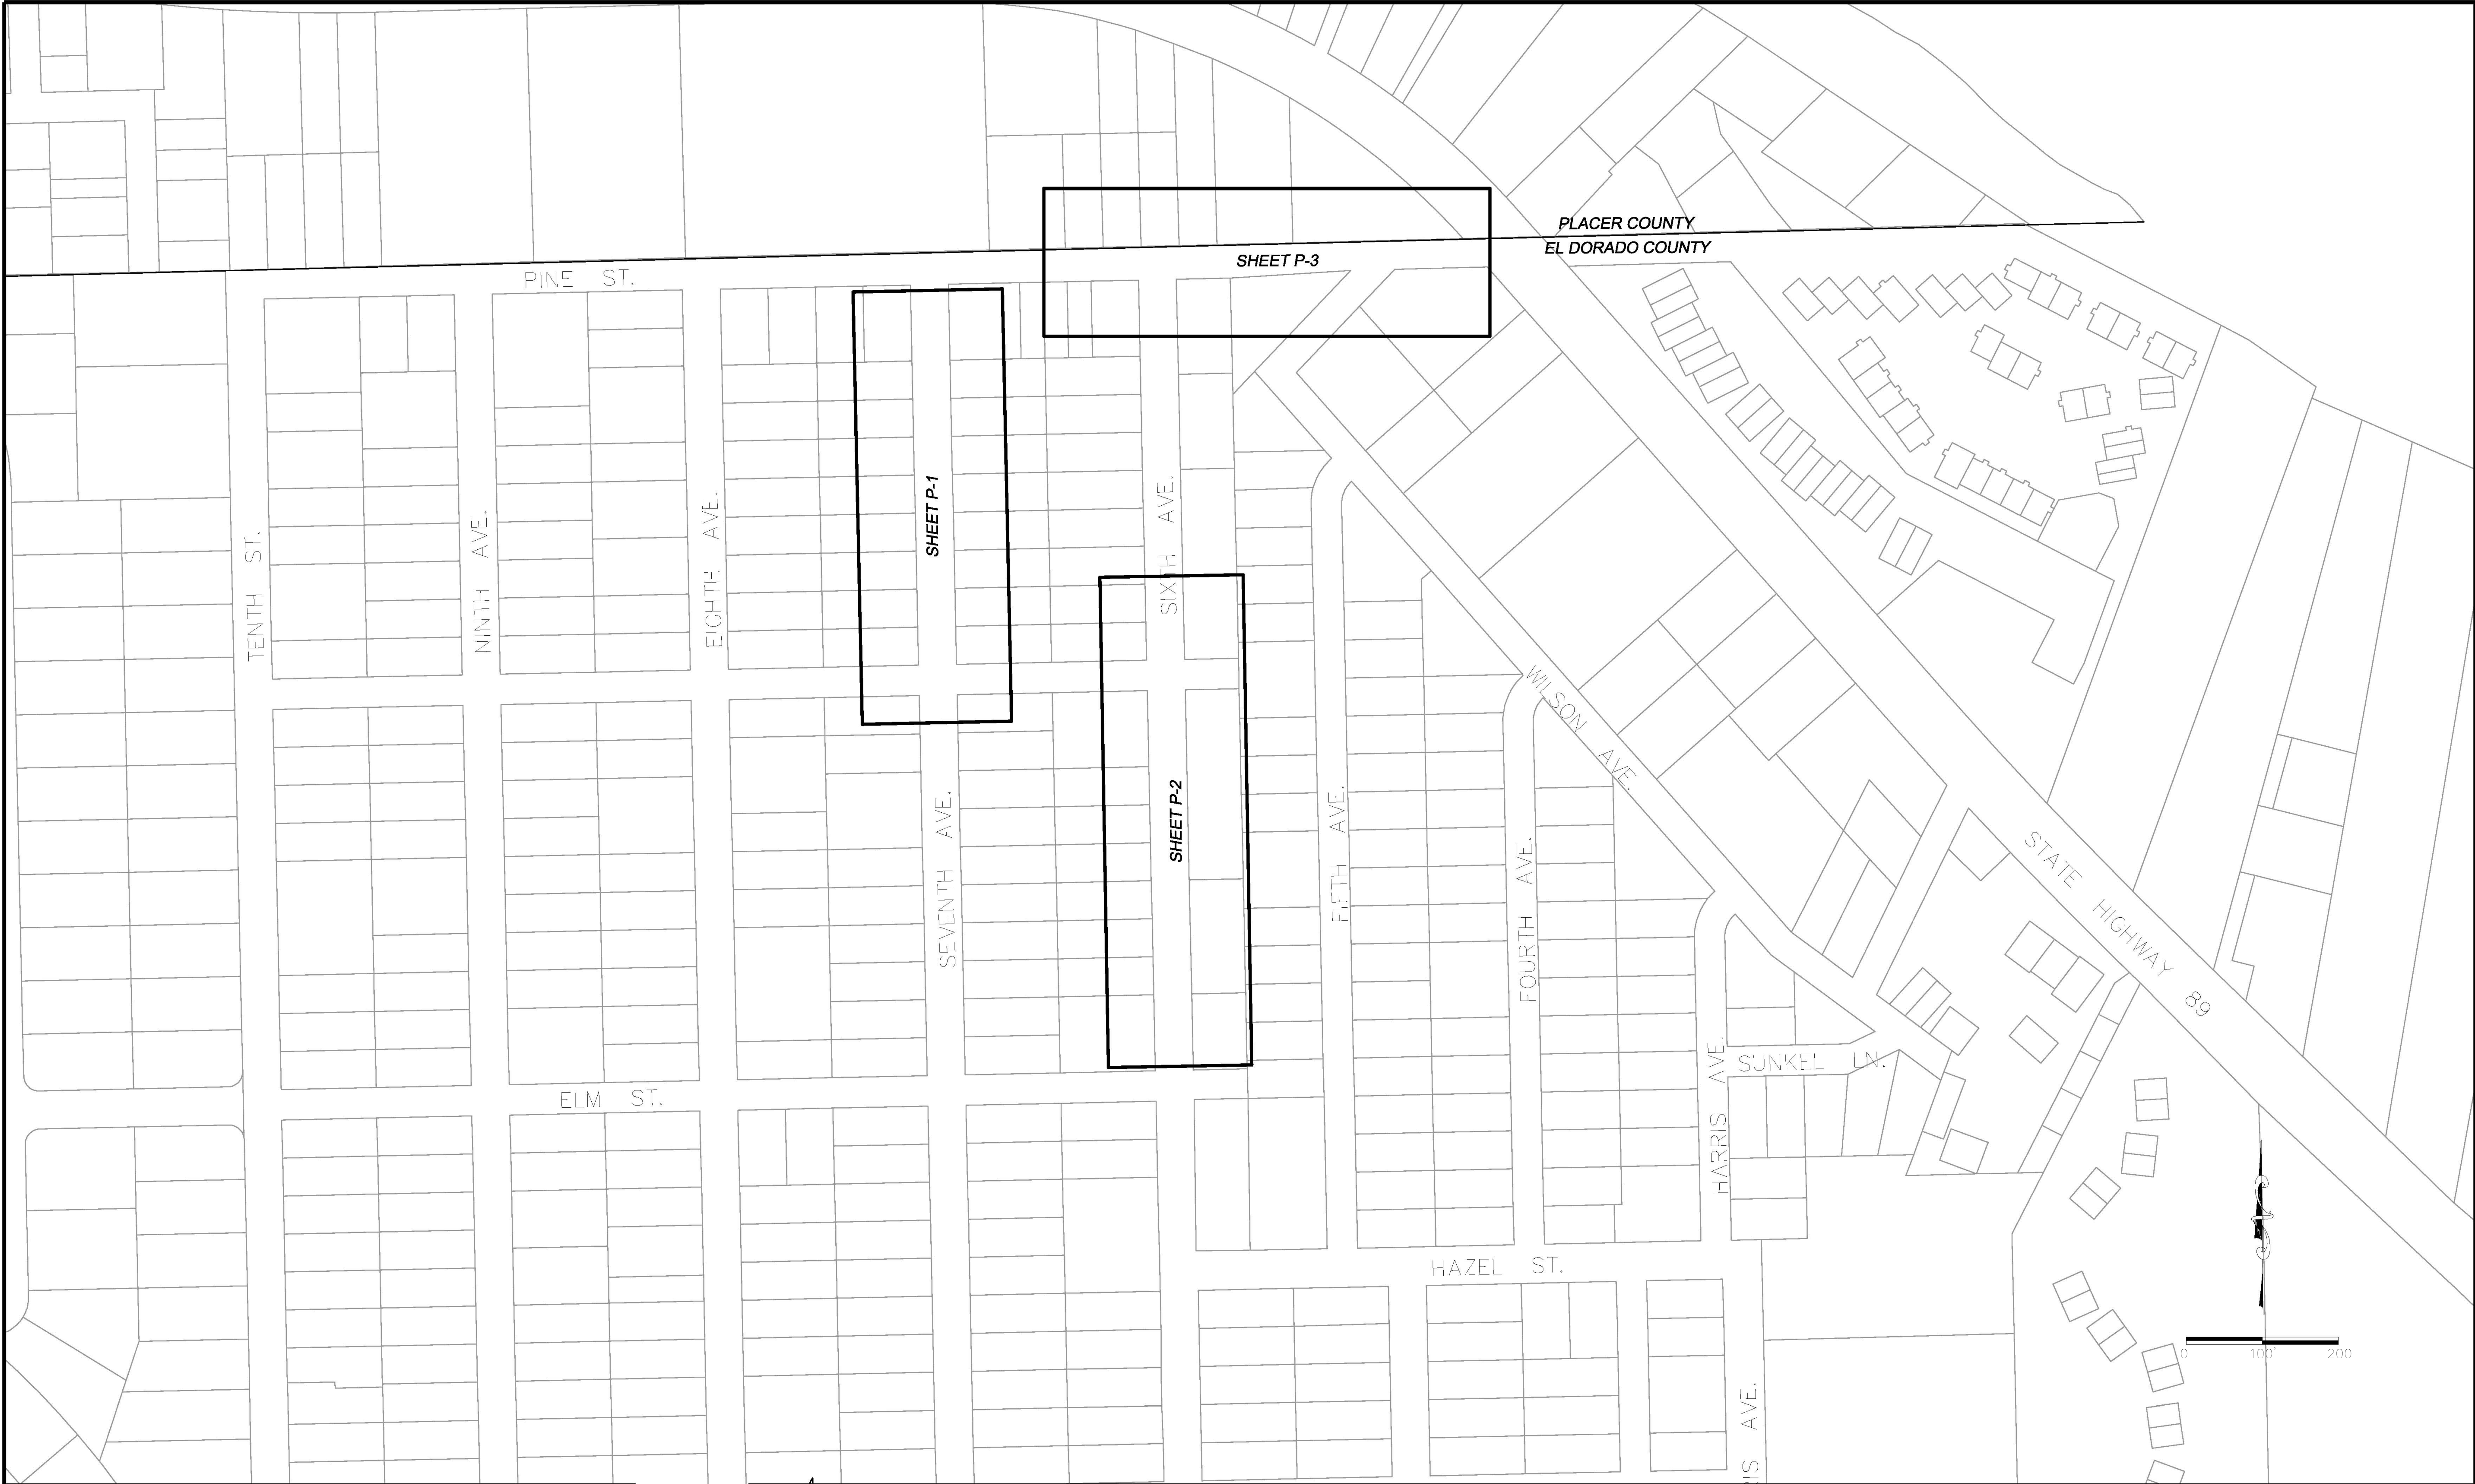 PLACER COUNTY
EL DORADO COUNTY
SHEET P-3
PINE ST.
SHEET P-1
SIXTH AVE.
EIGHTH AVE.
NINTH AVE.
TENTH ST.
WILSON AVE.
SHEET P-2
SEVENTH AVE.
FIFTH AVE.
FOURTH AVE.
STATE HIGHWAY 89
HARRIS AVE.
SUNKEL LN.
ELM ST.
HAZEL ST.
0 100' 200
IS AVE.